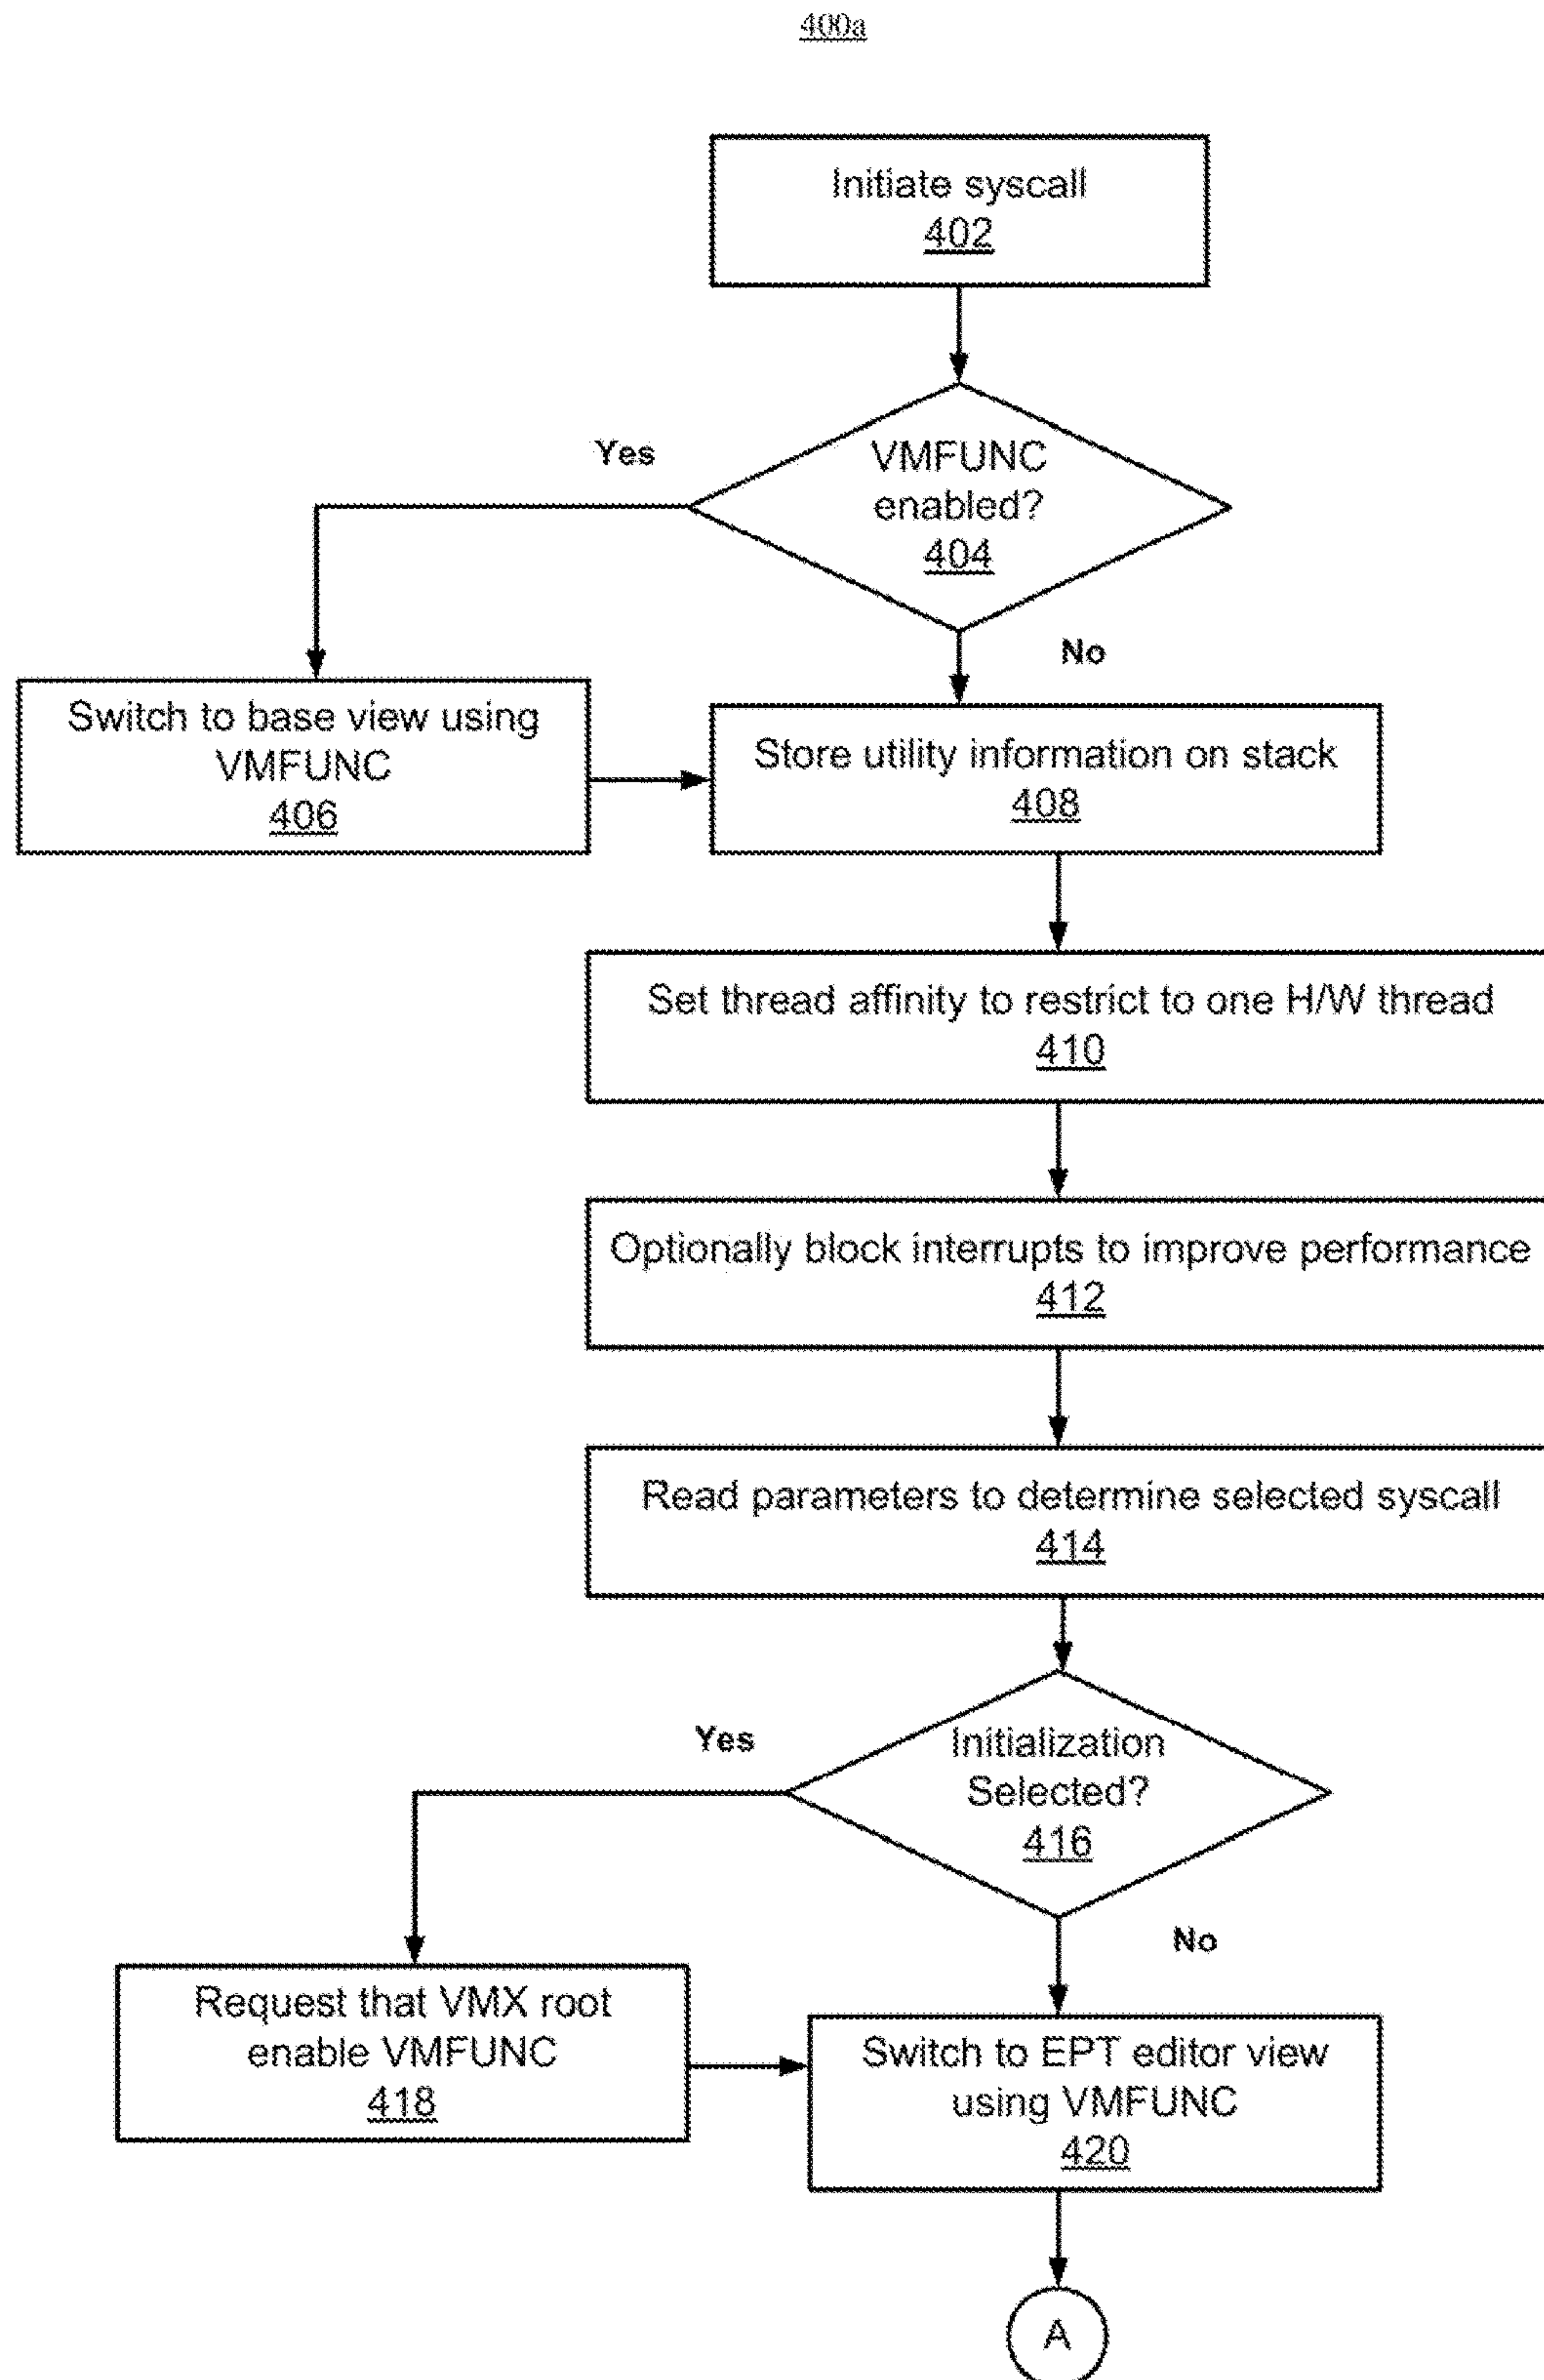 400a
Initiate syscall
402
Yes
VMFUNC
enabled?
404
No
Switch to base view using
VMFUNC
406
Store utility information on stack
408
Set thread affinity to restrict to one H/W thread
410
Optionally block interrupts to improve performance
412
Read parameters to determine selected syscall
414
Yes
Initialization
Selected?
416
No
Request that VMX root
enable VMFUNC
418
Switch to EPT editor view
using VMFUNC
420
A